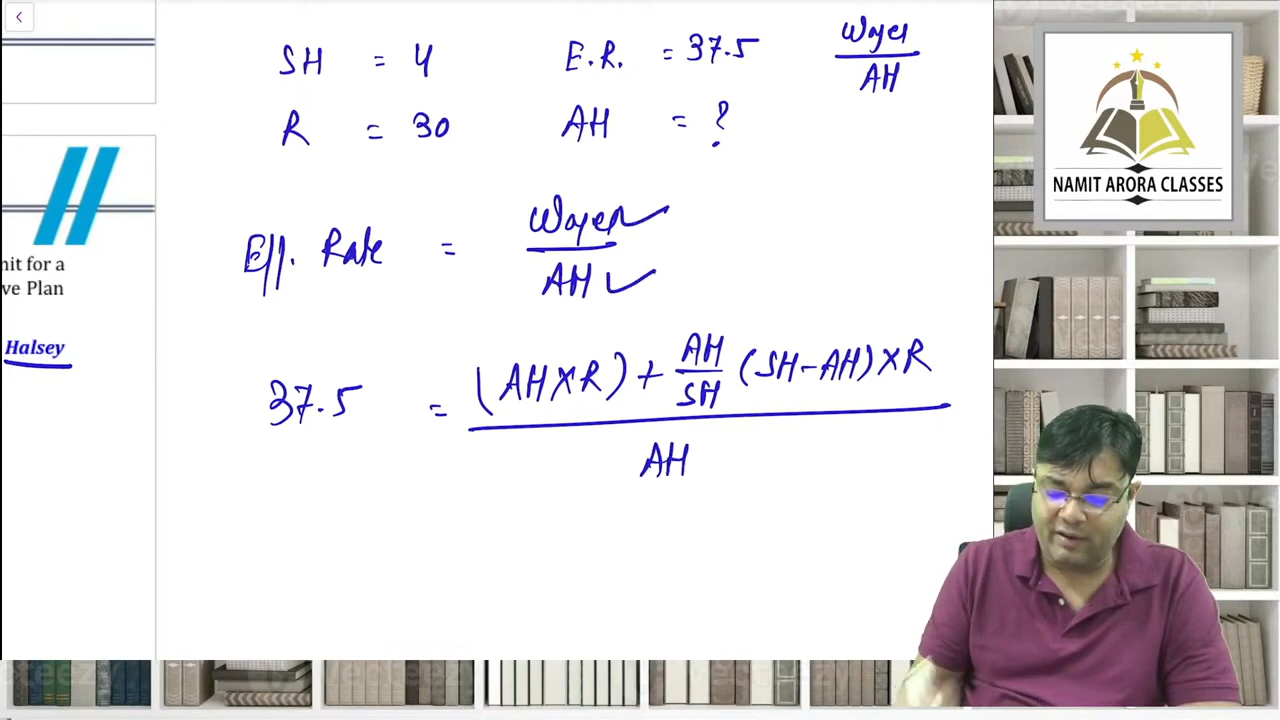 SH = 4 E.R. = 37.5 Wages/AH
R = 30 AH = ?
Eff. Rate = Wages/AH
37.5 = (AH×R) + AH/SH (SH-AH)×R / AH
nit for a
ve Plan
Halsey
NAMIT ARORA CLASSES